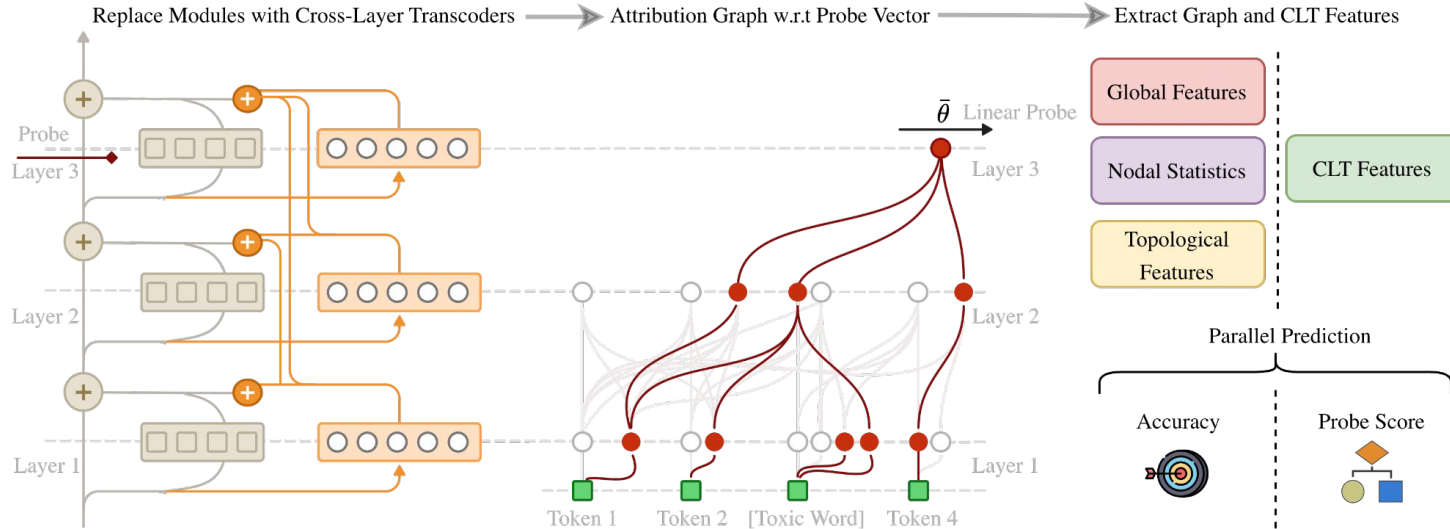 Replace Modules with Cross-Layer Transcoders
Attribution Graph w.r.t Probe Vector
Extract Graph and CLT Features
Probe
Layer 3
Layer 2
Layer 1
θ̄
Linear Probe
Layer 3
Layer 2
Layer 1
Token 1
Token 2
[Toxic Word]
Token 4
Global Features
Nodal Statistics
Topological
Features
CLT Features
Parallel Prediction
Accuracy
Probe Score